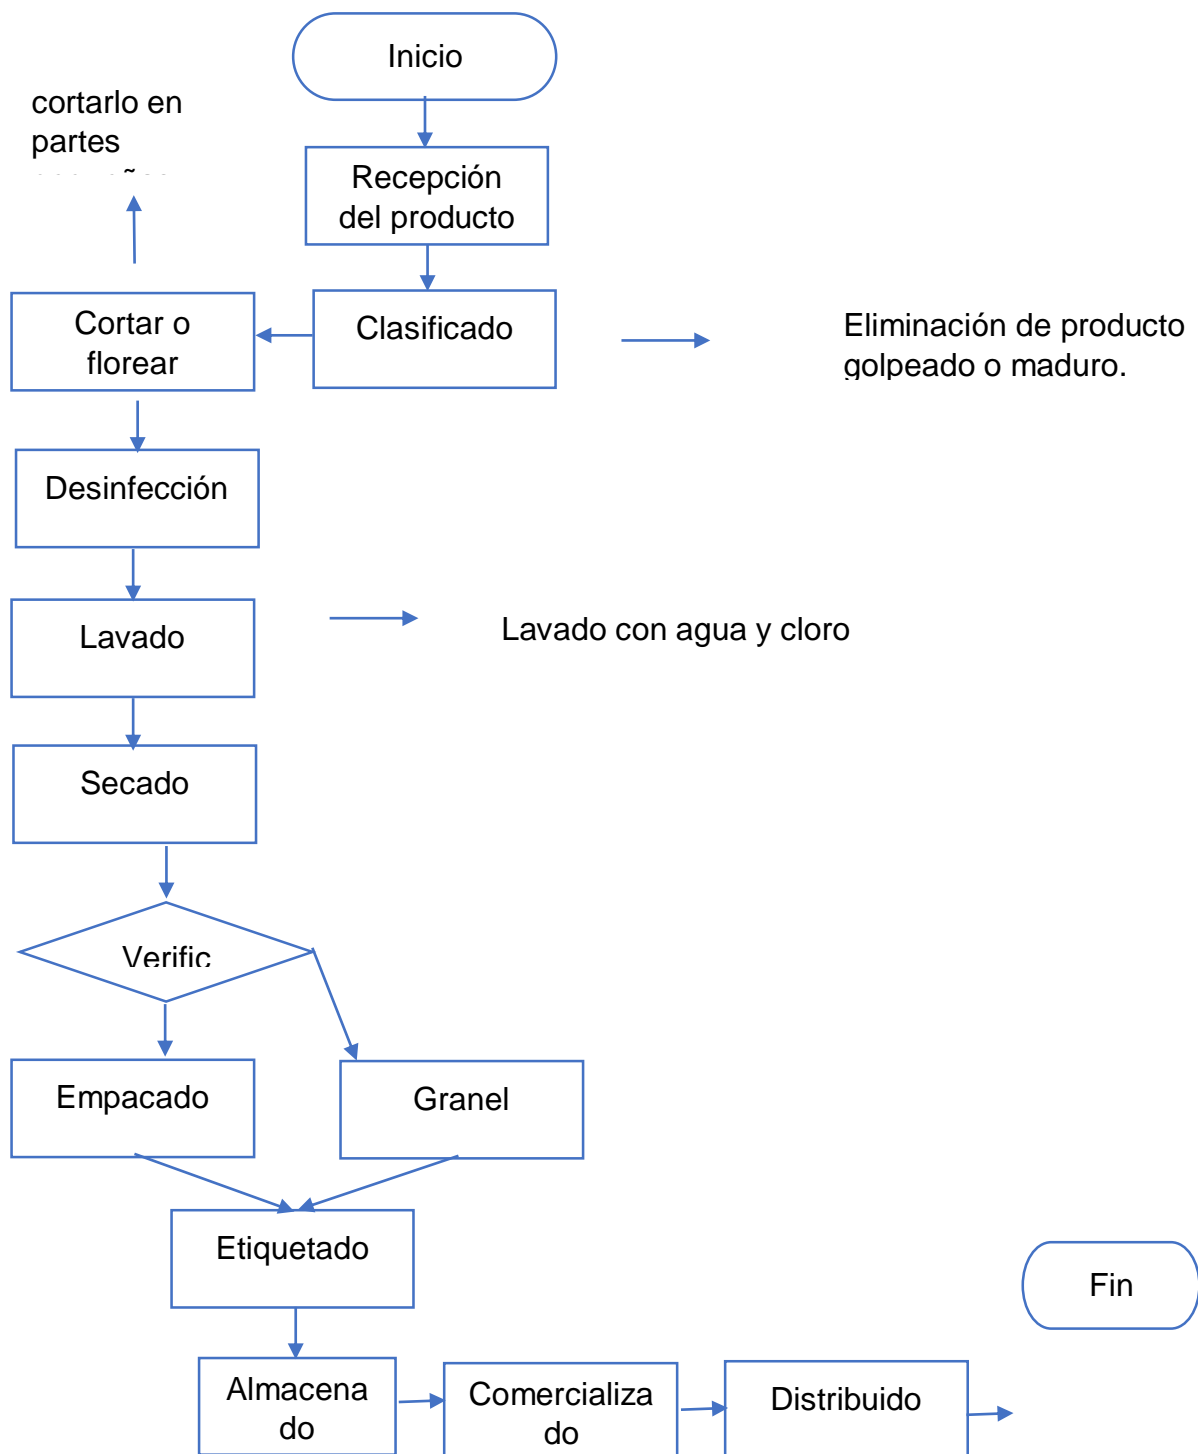 Inicio
cortarlo en
partes
Recepción
del producto
Cortar o
florear
Clasificado
Eliminación de producto
golpeado o maduro.
Desinfección
Lavado
Lavado con agua y cloro
Secado
Verific
Empacado
Granel
Etiquetado
Fin
Almacena
do
Comercializa
do
Distribuido